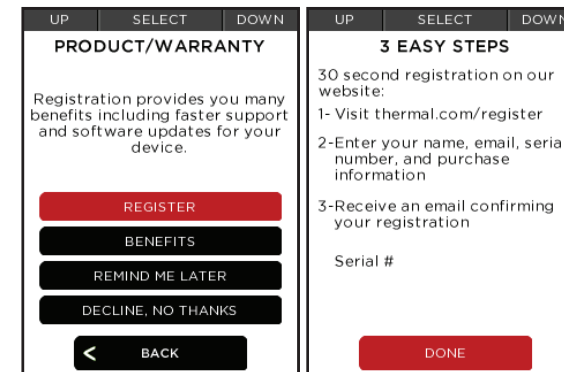 UP SELECT DOWN
PRODUCT/WARRANTY
Registration provides you many
benefits including faster support
and software updates for your
device.
REGISTER
BENEFITS
REMIND ME LATER
DECLINE, NO THANKS
< BACK
UP SELECT DOWN
3 EASY STEPS
30 second registration on our
website:
1- Visit thermal.com/register
2-Enter your name, email, seria
number, and purchase
information
3-Receive an email confirming
your registration
Serial #
DONE